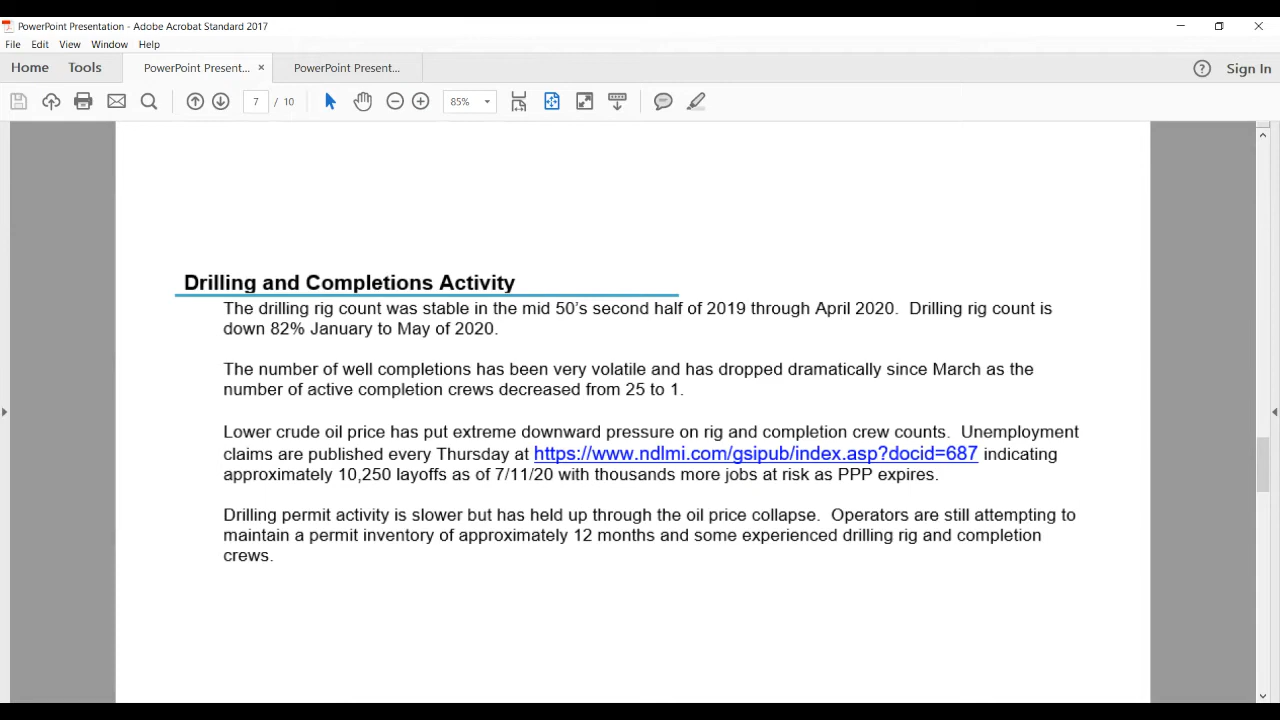 PowerPoint Presentation - Adobe Acrobat Standard 2017
File Edit View Window Help
Home Tools PowerPoint Present... × PowerPoint Present... ? Sign In
7 / 10 85%
Drilling and Completions Activity
The drilling rig count was stable in the mid 50's second half of 2019 through April 2020. Drilling rig count is
down 82% January to May of 2020.
The number of well completions has been very volatile and has dropped dramatically since March as the
number of active completion crews decreased from 25 to 1.
Lower crude oil price has put extreme downward pressure on rig and completion crew counts. Unemployment
claims are published every Thursday at https://www.ndlmi.com/gsipub/index.asp?docid=687 indicating
approximately 10,250 layoffs as of 7/11/20 with thousands more jobs at risk as PPP expires.
Drilling permit activity is slower but has held up through the oil price collapse. Operators are still attempting to
maintain a permit inventory of approximately 12 months and some experienced drilling rig and completion
crews.